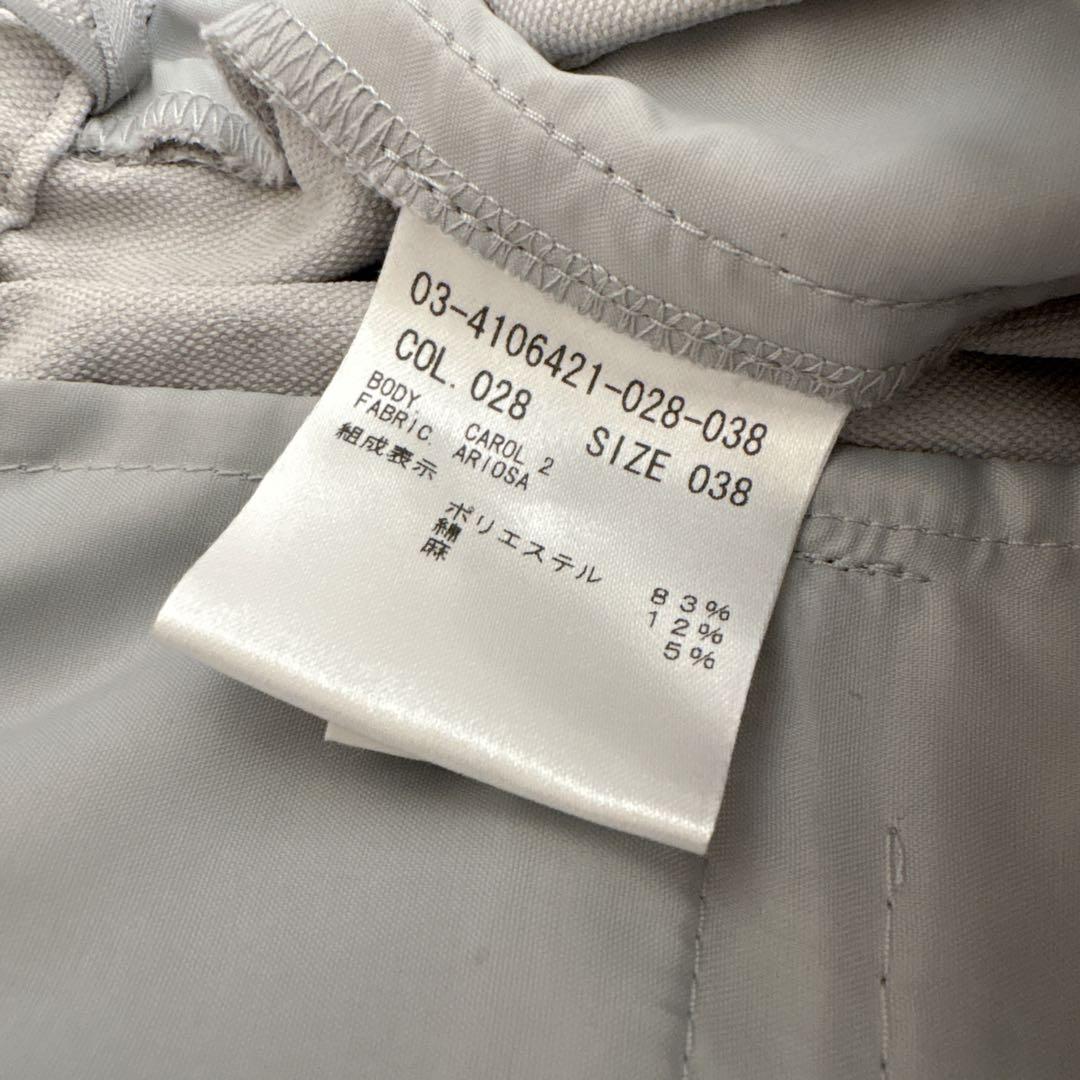 03-4106421-028-038
COL. 028 SIZE 038
BODY CAROL 2
FABRIC. ARIOSA
組成表示
ポリエステル 83%
綿 12%
麻 5%